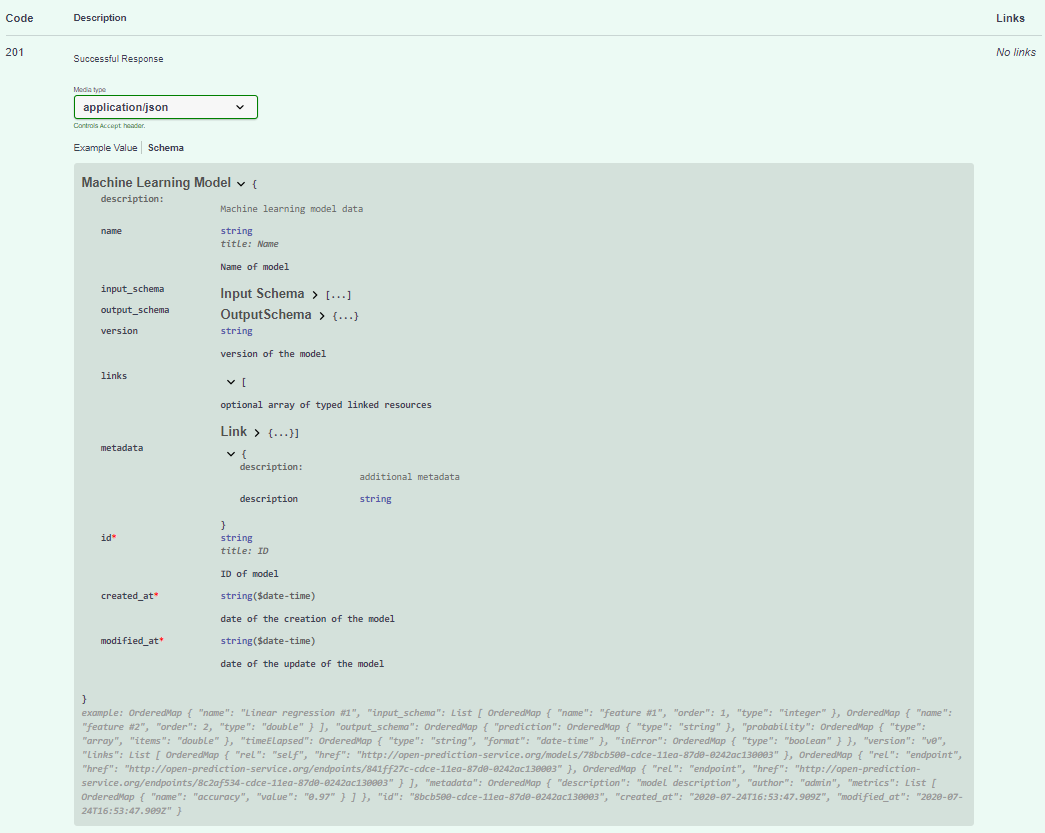 Code Description Links
201 Successful Response No links
Media type
application/json
Controls Accept header.
Example Value Schema
Machine Learning Model {
description:
Machine learning model data
name string
title: Name
Name of model
input_schema Input Schema [...]
output_schema OutputSchema {...}
version string
version of the model
links [
optional array of typed linked resources
Link {...}]
metadata {
description:
additional metadata
description string
}
id* string
title: ID
ID of model
created_at* string($date-time)
date of the creation of the model
modified_at* string($date-time)
date of the update of the model
}
example: OrderedMap { "name": "Linear regression #1", "input_schema": List [ OrderedMap { "name": "feature #1", "order": 1, "type": "integer" }, OrderedMap { "name":
"feature #2", "order": 2, "type": "double" } ], "output_schema": OrderedMap { "prediction": OrderedMap { "type": "string" }, "probability": OrderedMap { "type":
"array", "items": "double" }, "timeElapsed": OrderedMap { "type": "string", "format": "date-time" }, "inError": OrderedMap { "type": "boolean" } }, "version": "v0",
"links": List [ OrderedMap { "rel": "self", "href": "http://open-prediction-service.org/models/78bcb500-cdce-11ea-87d0-0242ac130003" }, OrderedMap { "rel": "endpoint",
"href": "http://open-prediction-service.org/endpoints/841ff27c-cdce-11ea-87d0-0242ac130003" }, OrderedMap { "rel": "endpoint", "href": "http://open-prediction-
service.org/endpoints/8c2af534-cdce-11ea-87d0-0242ac130003" } ], "metadata": OrderedMap { "description": "model description", "author": "admin", "metrics": List [
OrderedMap { "name": "accuracy", "value": "0.97" } ] }, "id": "8bcb500-cdce-11ea-87d0-0242ac130003", "created_at": "2020-07-24T16:53:47.909Z", "modified_at": "2020-07-
24T16:53:47.909Z" }